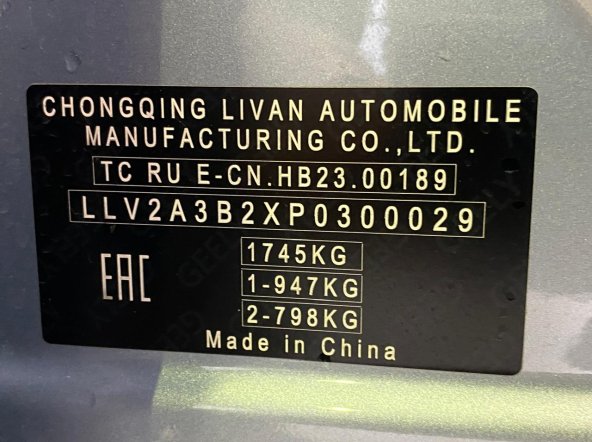 CHONGQING LIVAN AUTOMOBILE
MANUFACTURING CO.,LTD.
TC RU E-CN.HB23.00189
LLV2A3B2XP0300029
EAC
1745KG
1-947KG
2-798KG
Made in China